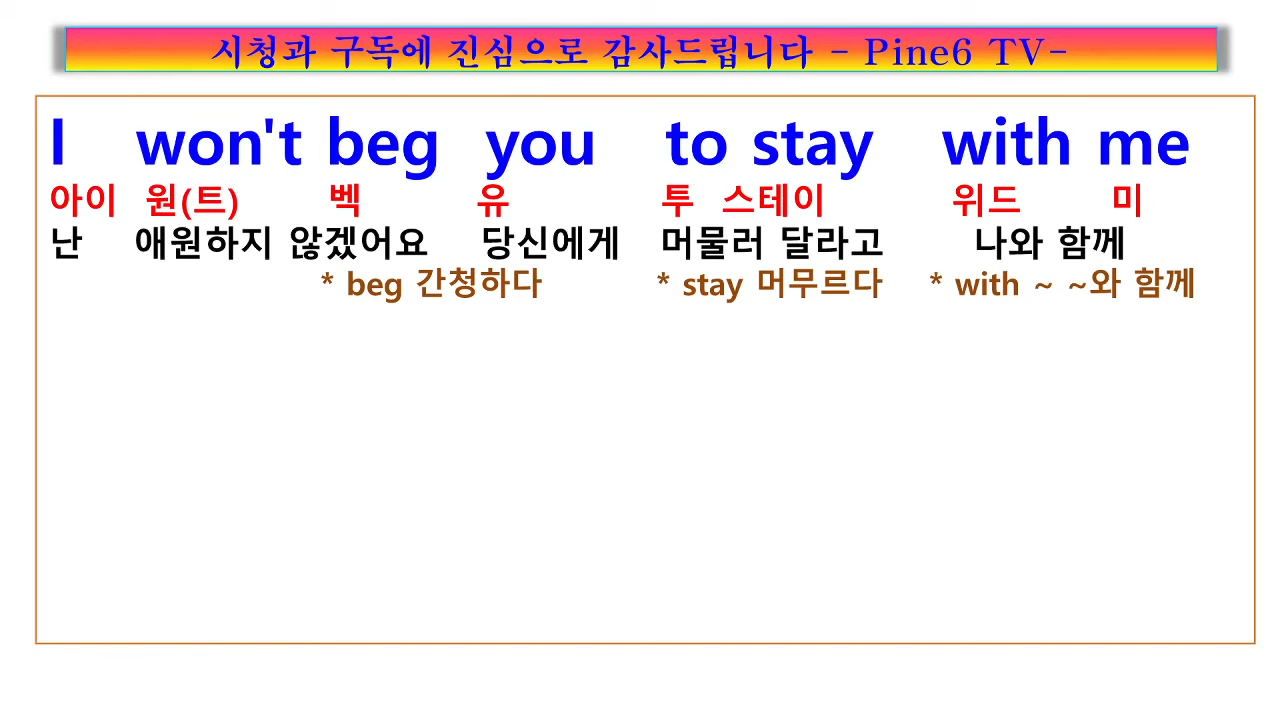 시청과 구독에 진심으로 감사드립니다 - Pine6 TV-
I won't beg you to stay with me
아이 원(트) 벡 유 투 스테이 위드 미
난 애원하지 않겠어요 당신에게 머물러 달라고 나와 함께
* beg 간청하다 * stay 머무르다 * with ~ ~와 함께